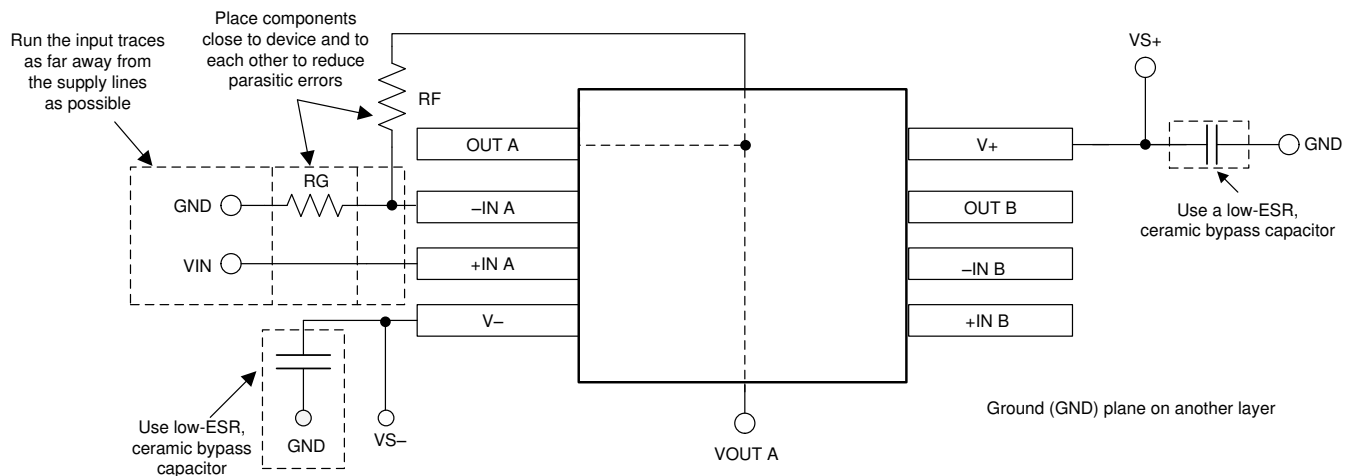 Run the input traces
as far away from
the supply lines
as possible
Place components
close to device and to
each other to reduce
parasitic errors
RF
VS+
OUT A
V+
GND
RG
GND
–IN A
OUT B
Use a low-ESR,
ceramic bypass
capacitor
VIN
+IN A
–IN B
V–
+IN B
Use low-ESR,
ceramic bypass
capacitor
GND
VS–
VOUT A
Ground (GND) plane on another layer